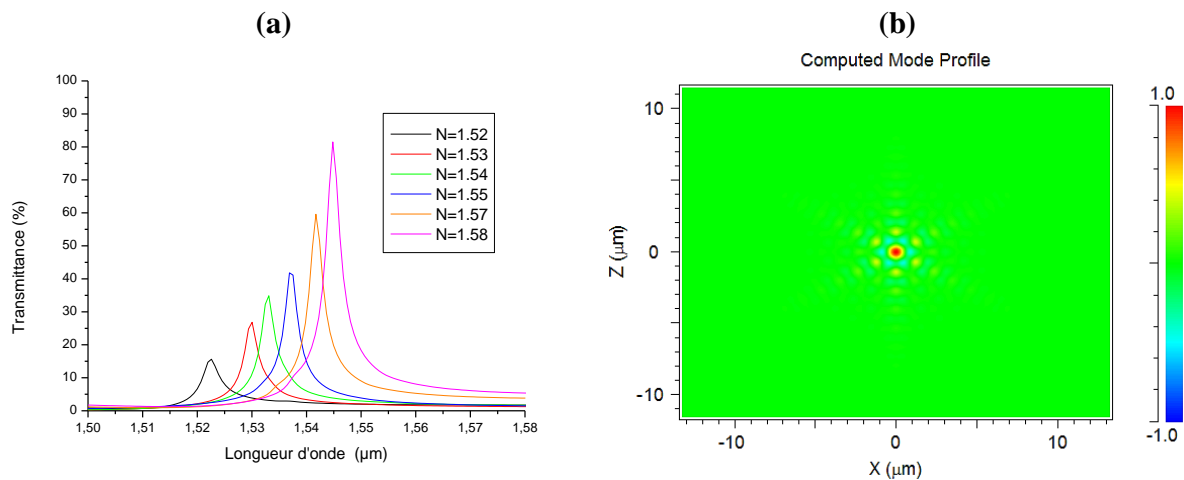 (a)
100
90
80
70
60
50
40
30
20
10
0
Transmittance (%)
1,50 1,51 1,52 1,53 1,54 1,55 1,56 1,57 1,58
Longueur d'onde (µm)
N=1.52
N=1.53
N=1.54
N=1.55
N=1.57
N=1.58
(b)
Computed Mode Profile
10
0
-10
Z (µm)
-10 0 10
X (µm)
1.0
-1.0